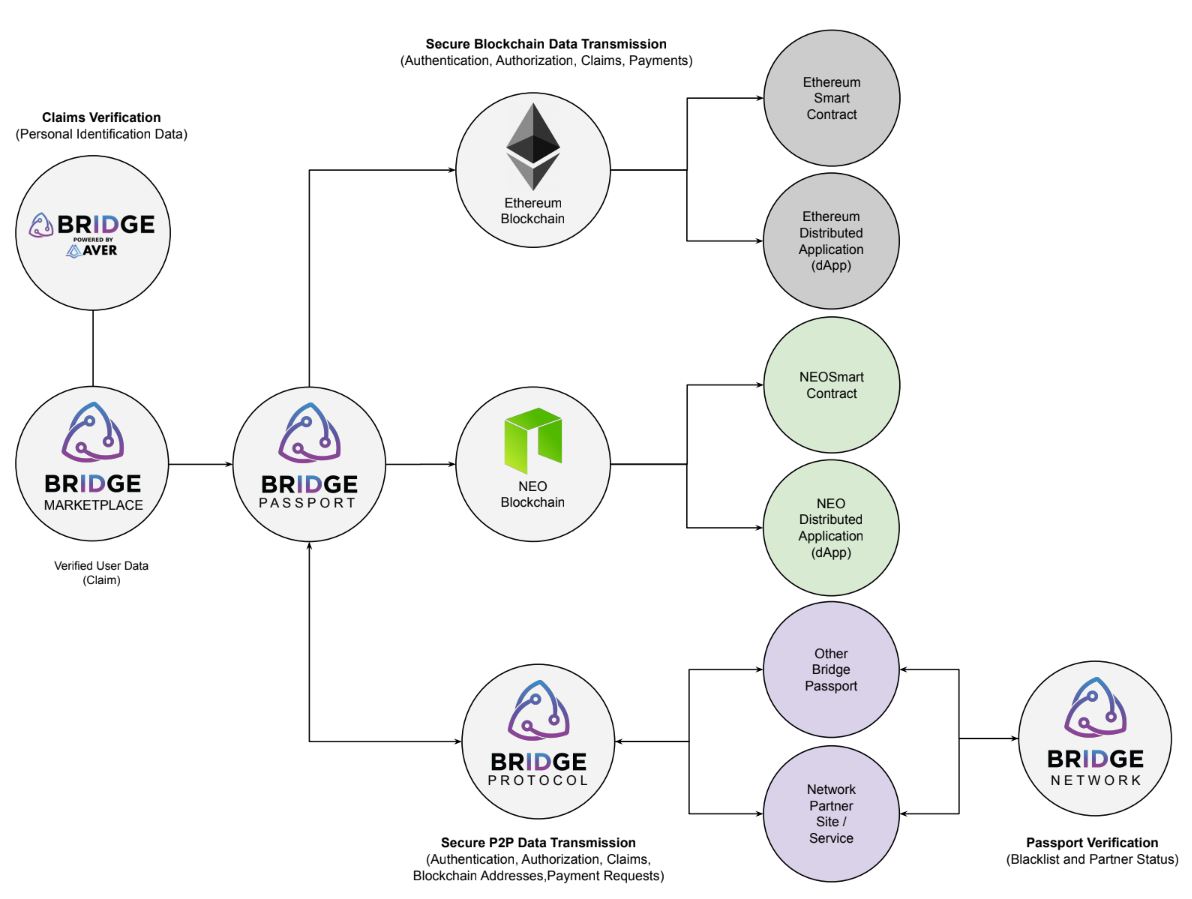 Secure Blockchain Data Transmission
(Authentication, Authorization, Claims, Payments)
Ethereum
Smart
Contract
Claims Verification
(Personal Identification Data)
BRIDGE
POWERED BY
AVER
Ethereum
Blockchain
Ethereum
Distributed
Application
(dApp)
BRIDGE
MARKETPLACE
Verified User Data
(Claim)
BRIDGE
PASSPORT
NEO
Blockchain
NEOSmart
Contract
NEO
Distributed
Application
(dApp)
BRIDGE
PROTOCOL
Secure P2P Data Transmission
(Authentication, Authorization, Claims,
Blockchain Addresses,Payment Requests)
Other
Bridge
Passport
Network
Partner
Site /
Service
BRIDGE
NETWORK
Passport Verification
(Blacklist and Partner Status)